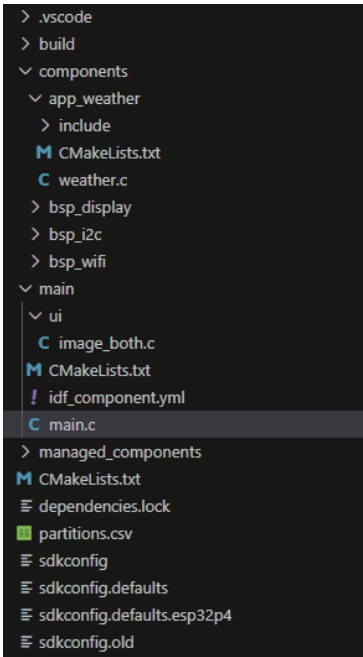 .vscode
build
components
app_weather
include
M CMakeLists.txt
C weather.c
bsp_display
bsp_i2c
bsp_wifi
main
ui
C image_both.c
M CMakeLists.txt
! idf_component.yml
C main.c
managed_components
M CMakeLists.txt
dependencies.lock
partitions.csv
sdkconfig
sdkconfig.defaults
sdkconfig.defaults.esp32p4
sdkconfig.old